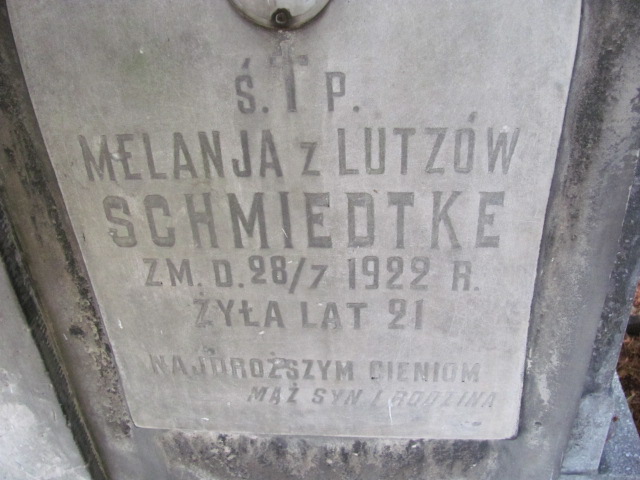 Ś.†P.
MELANJA z LUTZÓW
SCHMIEDTKE
ZM. D. 28/7 1922 R.
ŻYŁA LAT 21
NAJDROŻSZYM CIENIOM
MĄŻ SYN I RODZINA